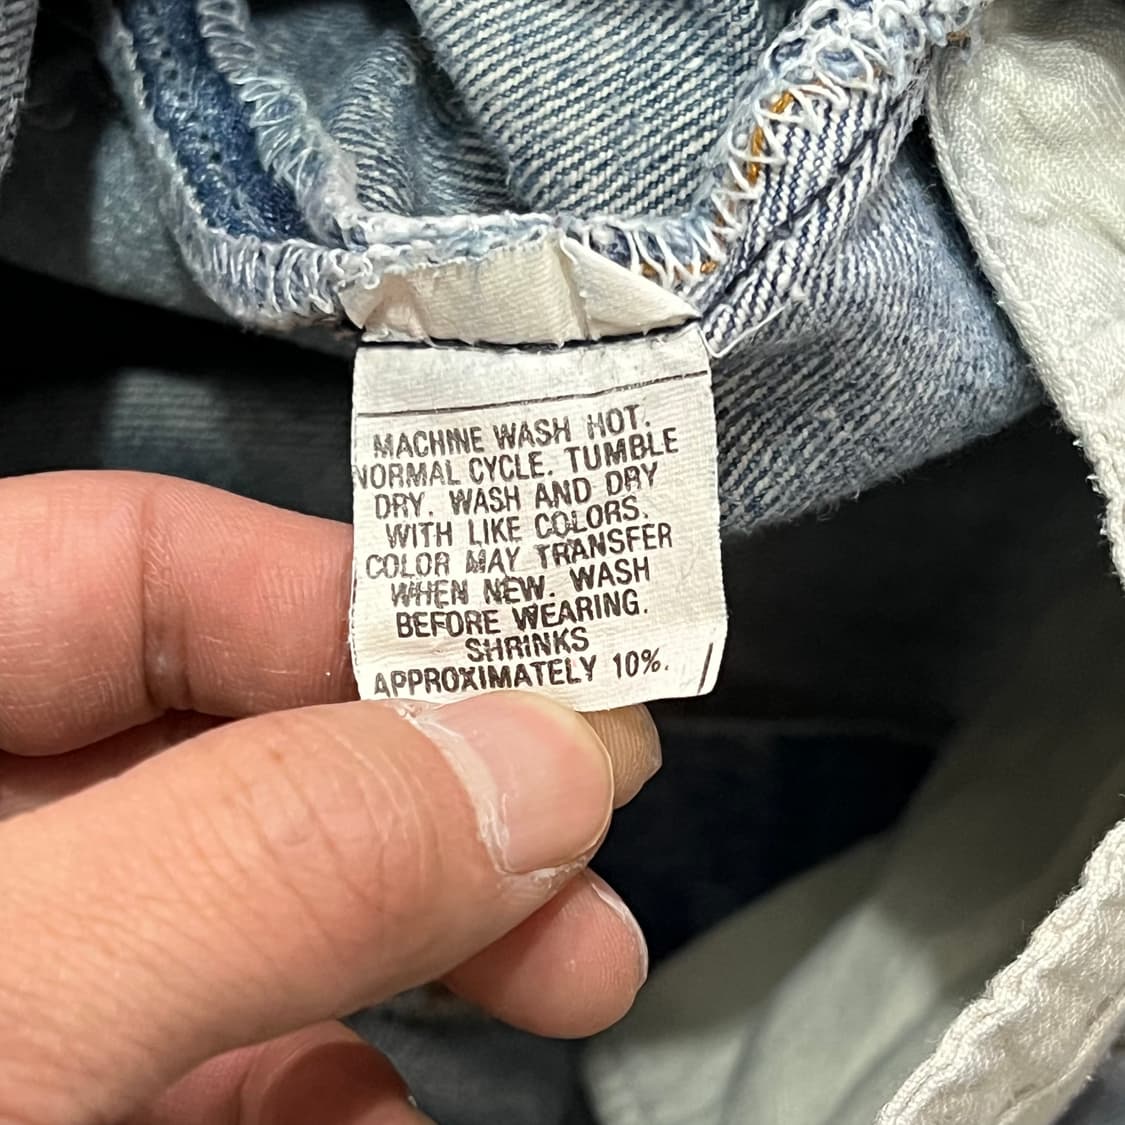 MACHINE WASH HOT.
NORMAL CYCLE. TUMBLE
DRY. WASH AND DRY
WITH LIKE COLORS.
COLOR MAY TRANSFER
WHEN NEW. WASH
BEFORE WEARING.
SHRINKS
APPROXIMATELY 10%.